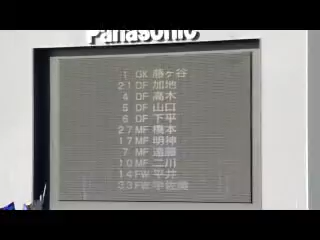 Panasonic
1 GK 藤ヶ谷
21 DF 加地
4 DF 高木
5 DF 山口
6 DF 下平
27 MF 橋本
17 MF 明神
7 MF 遠藤
10 MF 二川
14 FW 平井
33 FW 宇佐美